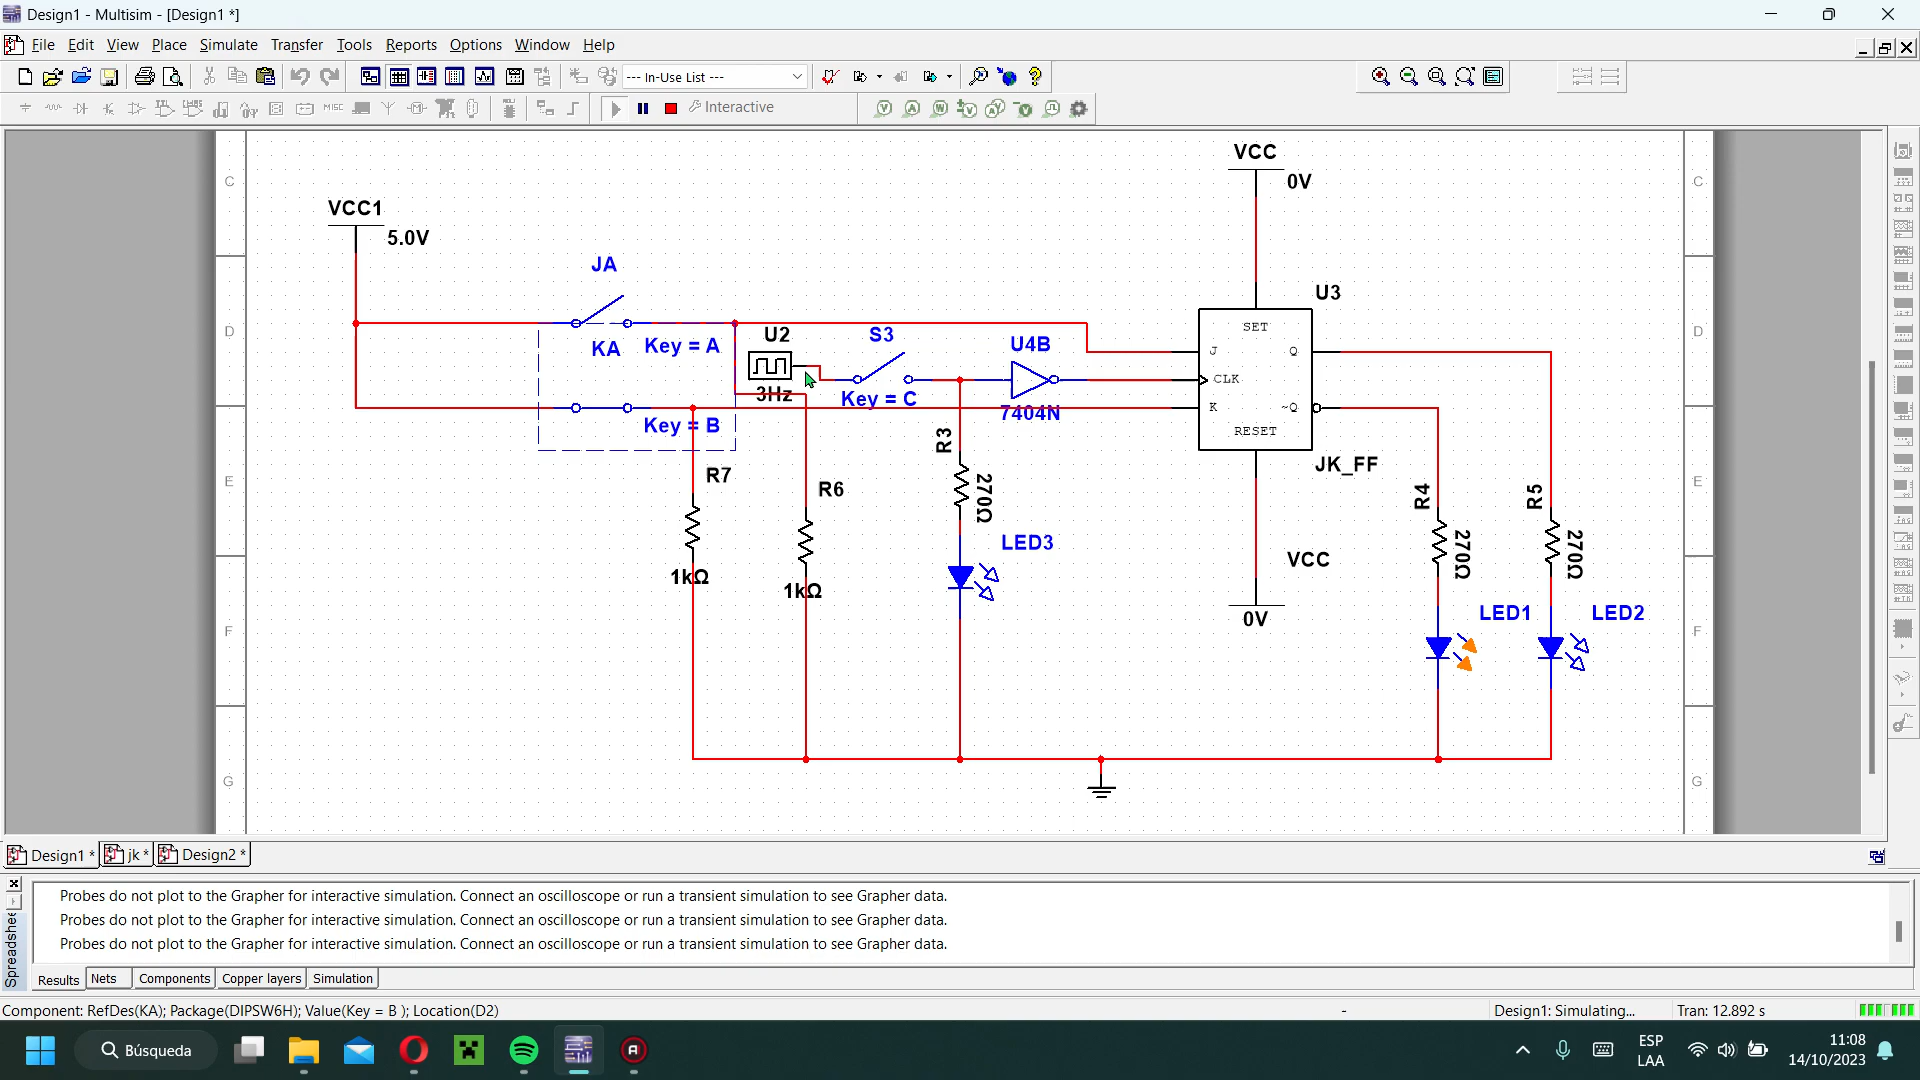 Design1 - Multisim - [Design1 *]
File Edit View Place Simulate Transfer Tools Reports Options Window Help
--- In-Use List ---
MISC
Interactive
VCC
0V
C
C
VCC1
5.0V
JA
U3
D
D
SET
J
Q
CLK
K
~Q
RESET
JK_FF
KA
Key = A
U2
3Hz
S3
Key = C
U4B
7404N
Key = B
R3
270Ω
R7
1kΩ
R6
1kΩ
E
E
R4
270Ω
R5
270Ω
LED3
VCC
0V
LED1
LED2
F
F
G
G
Design1 *
jk *
Design2 *
Probes do not plot to the Grapher for interactive simulation. Connect an oscilloscope or run a transient simulation to see Grapher data.
Probes do not plot to the Grapher for interactive simulation. Connect an oscilloscope or run a transient simulation to see Grapher data.
Probes do not plot to the Grapher for interactive simulation. Connect an oscilloscope or run a transient simulation to see Grapher data.
Results Nets Components Copper layers Simulation
Component: RefDes(KA); Package(DIPSW6H); Value(Key = B ); Location(D2)
-
Design1: Simulating...
Tran: 12.892 s
Búsqueda
ESP
LAA
11:08
14/10/2023